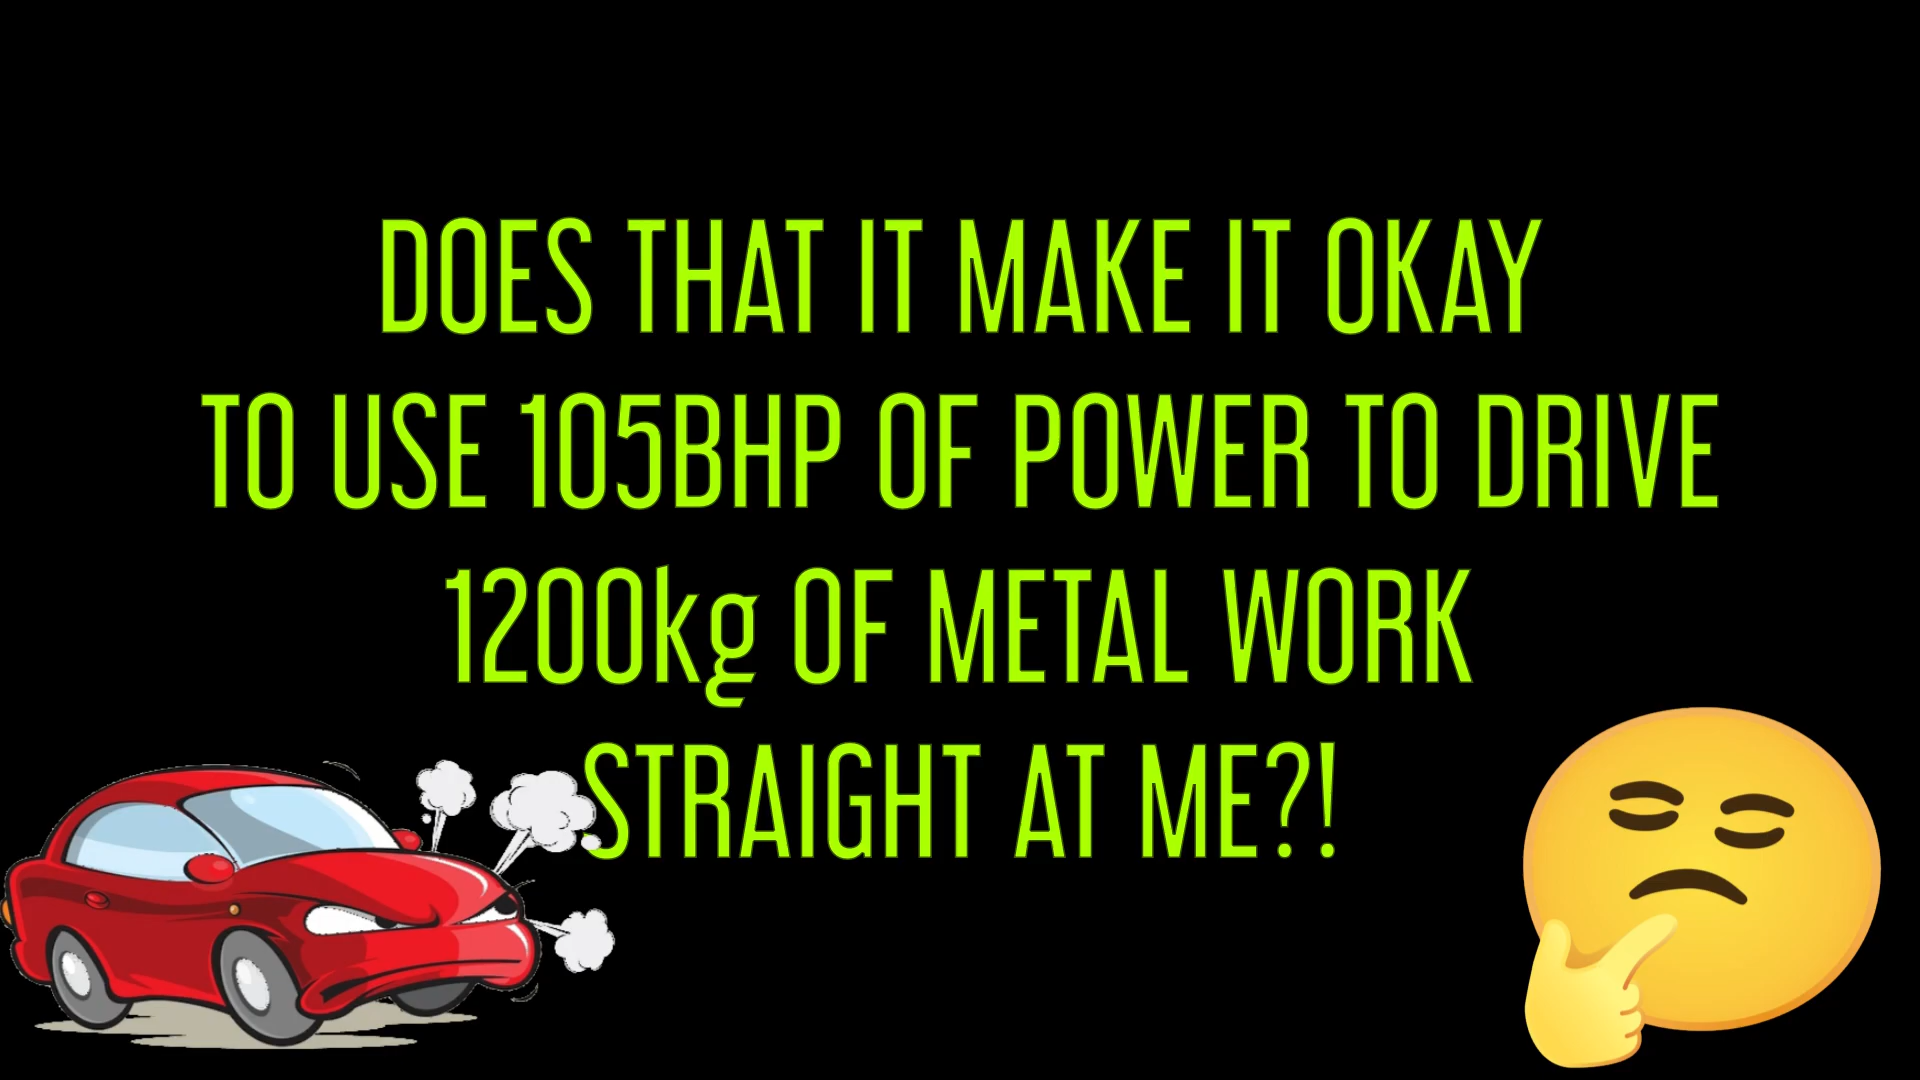 DOES THAT IT MAKE IT OKAY
TO USE 105BHP OF POWER TO DRIVE
1200kg OF METAL WORK
STRAIGHT AT ME?!